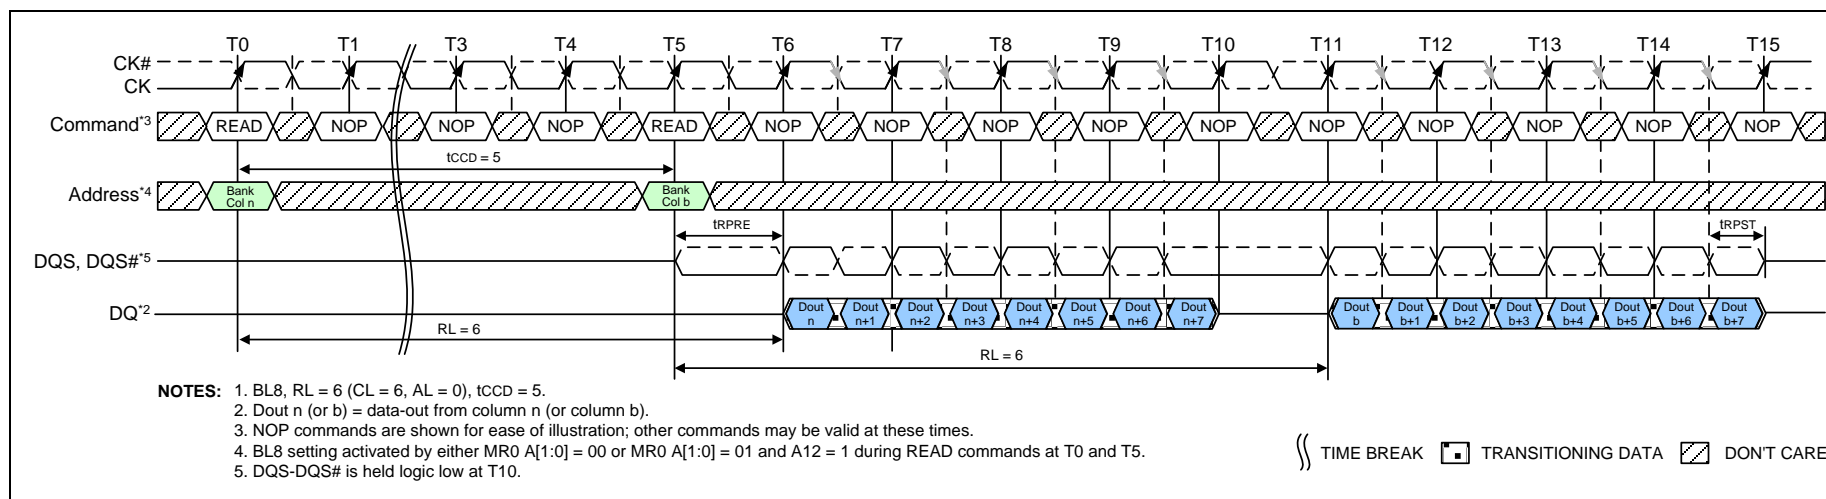 T0 T1 T3 T4 T5 T6 T7 T8 T9 T10 T11 T12 T13 T14 T15
CK#
CK
Command*3 READ NOP NOP NOP READ NOP NOP NOP NOP NOP NOP NOP NOP NOP NOP
tCCD = 5
Address*4 Bank Col n Bank Col b
tRPRE tRPST
DQS, DQS#*5
DQ*2 Dout n Dout n+1 Dout n+2 Dout n+3 Dout n+4 Dout n+5 Dout n+6 Dout n+7 Dout b Dout b+1 Dout b+2 Dout b+3 Dout b+4 Dout b+5 Dout b+6 Dout b+7
RL = 6
RL = 6
NOTES: 1. BL8, RL = 6 (CL = 6, AL = 0), tCCD = 5.
2. Dout n (or b) = data-out from column n (or column b).
3. NOP commands are shown for ease of illustration; other commands may be valid at these times.
4. BL8 setting activated by either MR0 A[1:0] = 00 or MR0 A[1:0] = 01 and A12 = 1 during READ commands at T0 and T5.
5. DQS-DQS# is held logic low at T10.
TIME BREAK TRANSITIONING DATA DON'T CARE